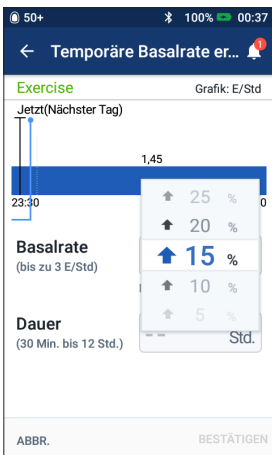 50+ 100% 00:37
Temporäre Basalrate er... 1
Exercise Grafik: E/Std
Jetzt(Nächster Tag)
1,45
23:30 0
25 %
20 %
Basalrate
15 %
(bis zu 3 E/Std)
10 %
5 %
Dauer
(30 Min. bis 12 Std.)
-- Std.
ABBR. BESTÄTIGEN